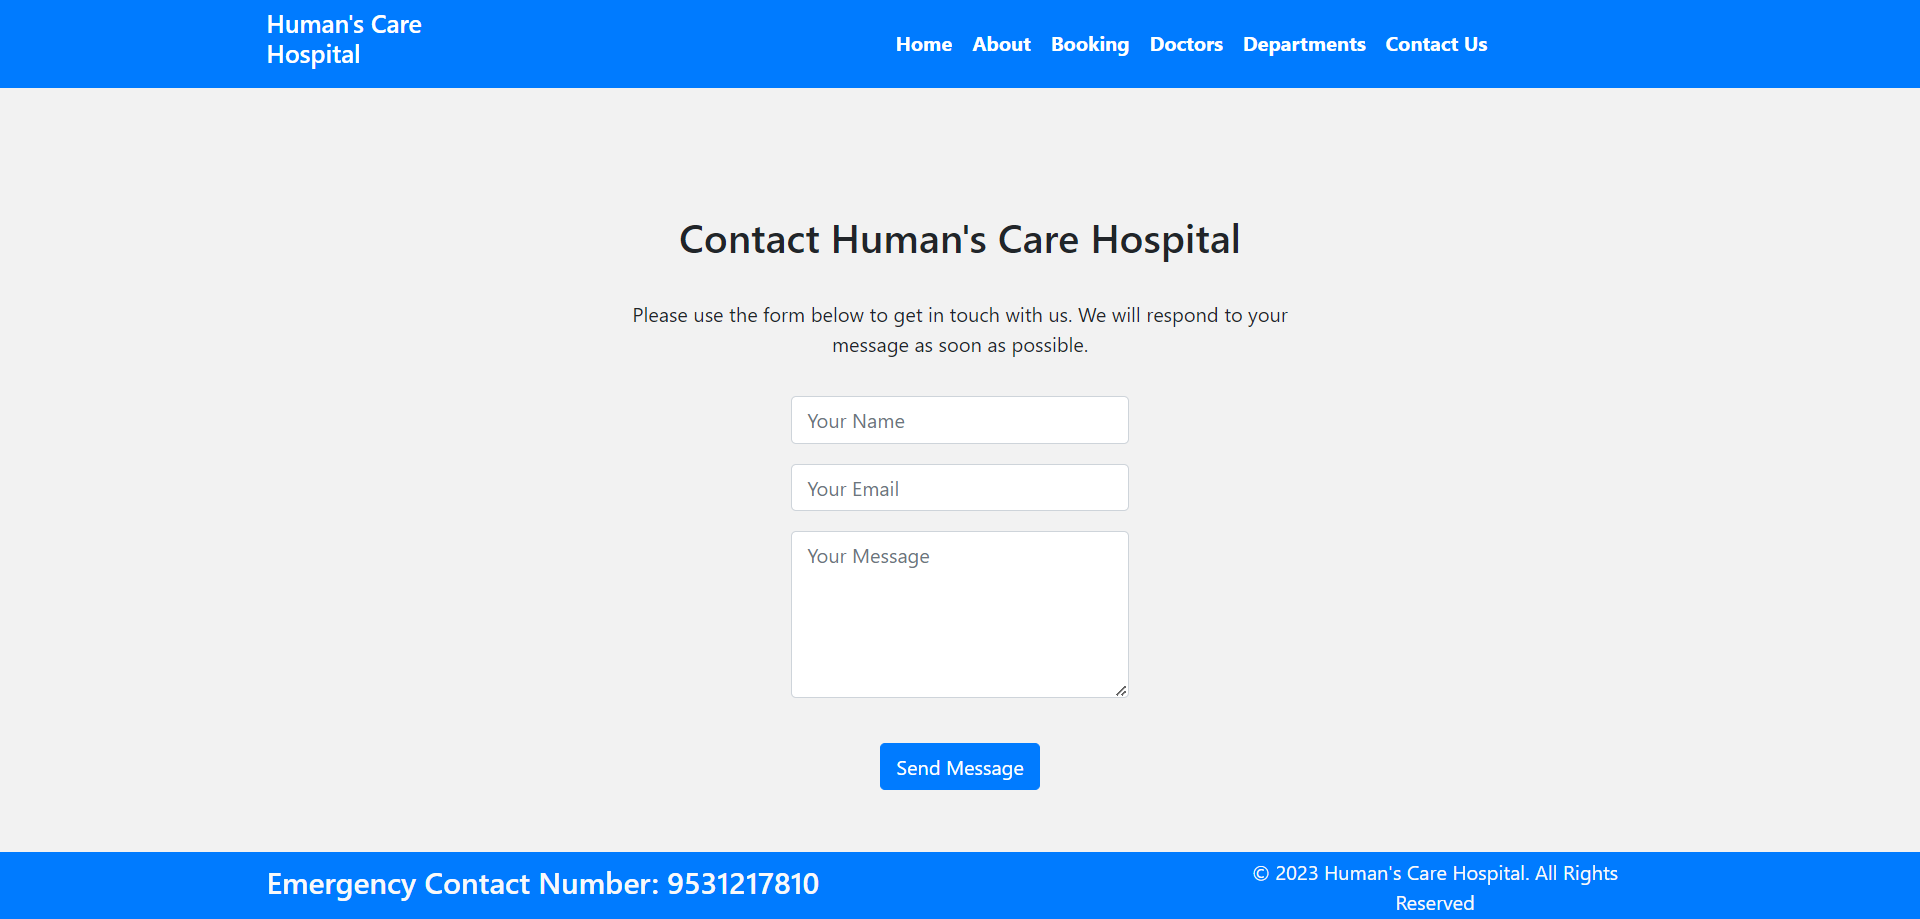 Human's Care
Hospital
Home About Booking Doctors Departments Contact Us
Contact Human's Care Hospital
Please use the form below to get in touch with us. We will respond to your
message as soon as possible.
Your Name
Your Email
Your Message
Send Message
Emergency Contact Number: 9531217810
© 2023 Human's Care Hospital. All Rights
Reserved